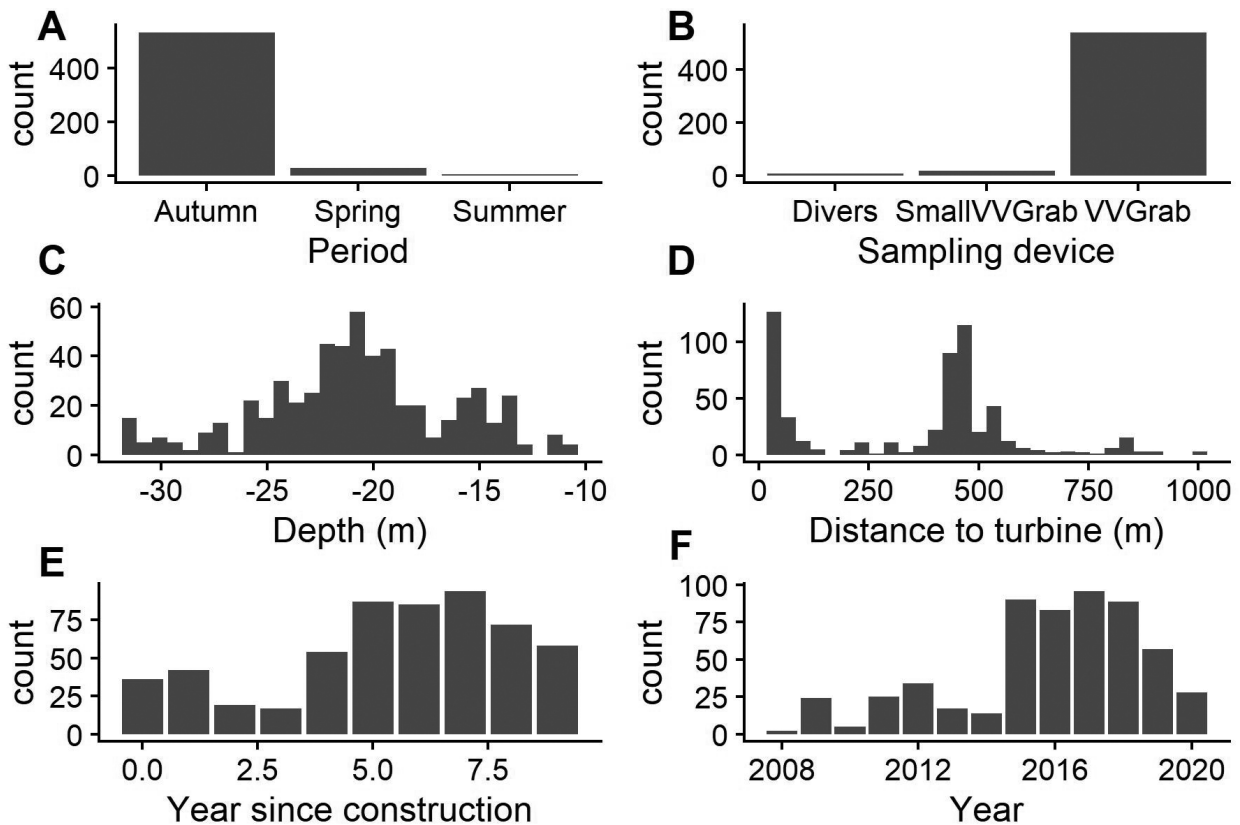 A
count
400
200
0
Autumn
Spring
Summer
Period
B
count
400
200
0
Divers
SmallVVGrab
VVGrab
Sampling device
C
count
60
40
20
0
-30
-25
-20
-15
-10
Depth (m)
D
count
100
50
0
0
250
500
750
1000
Distance to turbine (m)
E
count
75
50
25
0
0.0
2.5
5.0
7.5
Year since construction
F
count
100
75
50
25
0
2008
2012
2016
2020
Year